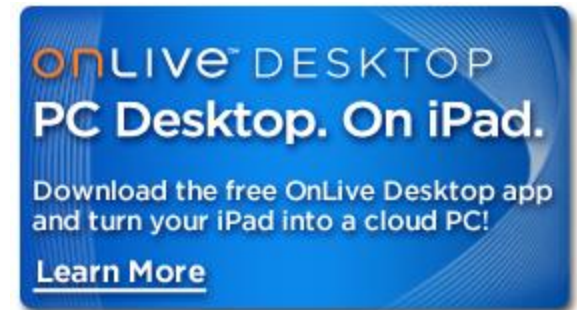 onLIVe™ DESKTOP
PC Desktop. On iPad.
Download the free OnLive Desktop app
and turn your iPad into a cloud PC!
Learn More